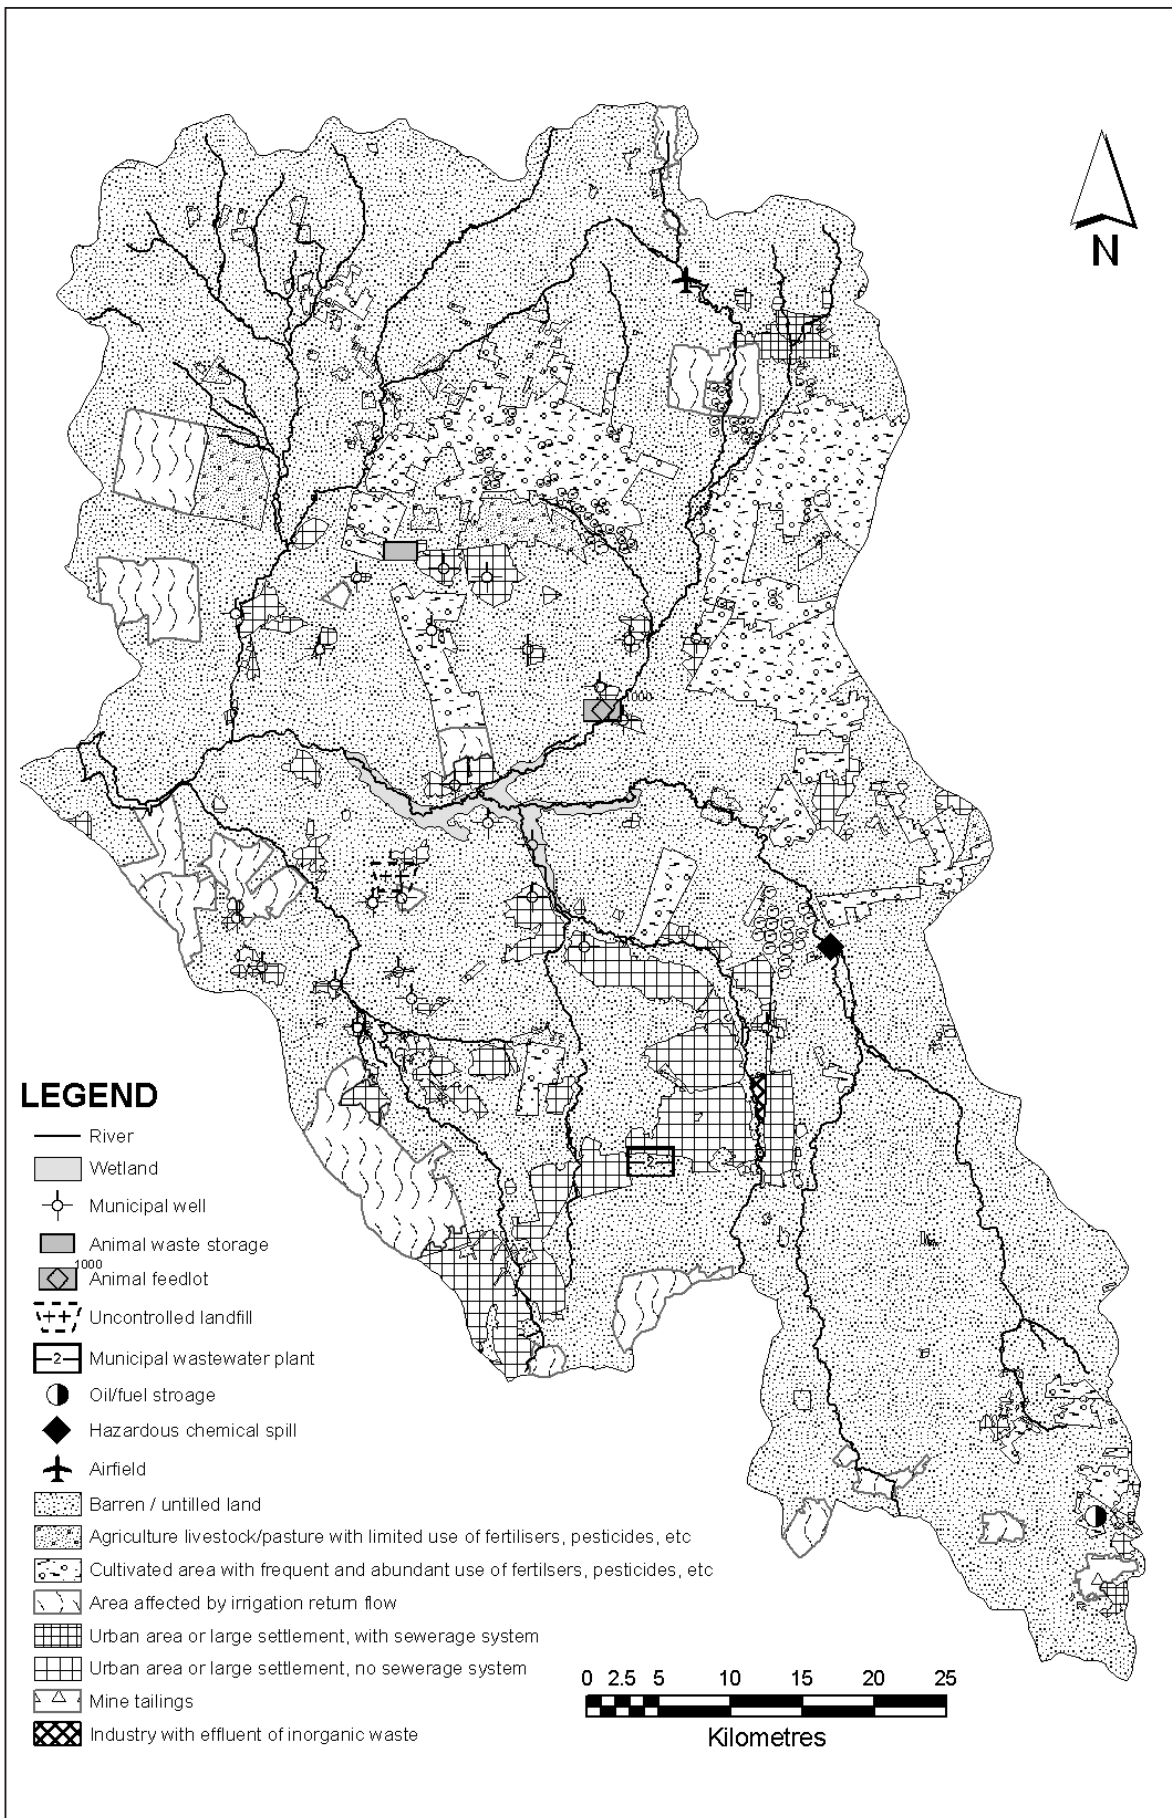 N
1000
2
LEGEND
River
Wetland
Municipal well
Animal waste storage
1000
Animal feedlot
Uncontrolled landfill
2
Municipal wastewater plant
Oil/fuel stroage
Hazardous chemical spill
Airfield
Barren / untilled land
Agriculture livestock/pasture with limited use of fertilisers, pesticides, etc
Cultivated area with frequent and abundant use of fertilsers, pesticides, etc
Area affected by irrigation return flow
Urban area or large settlement, with sewerage system
Urban area or large settlement, no sewerage system
Mine tailings
Industry with effluent of inorganic waste
0 2.5 5 10 15 20 25
Kilometres